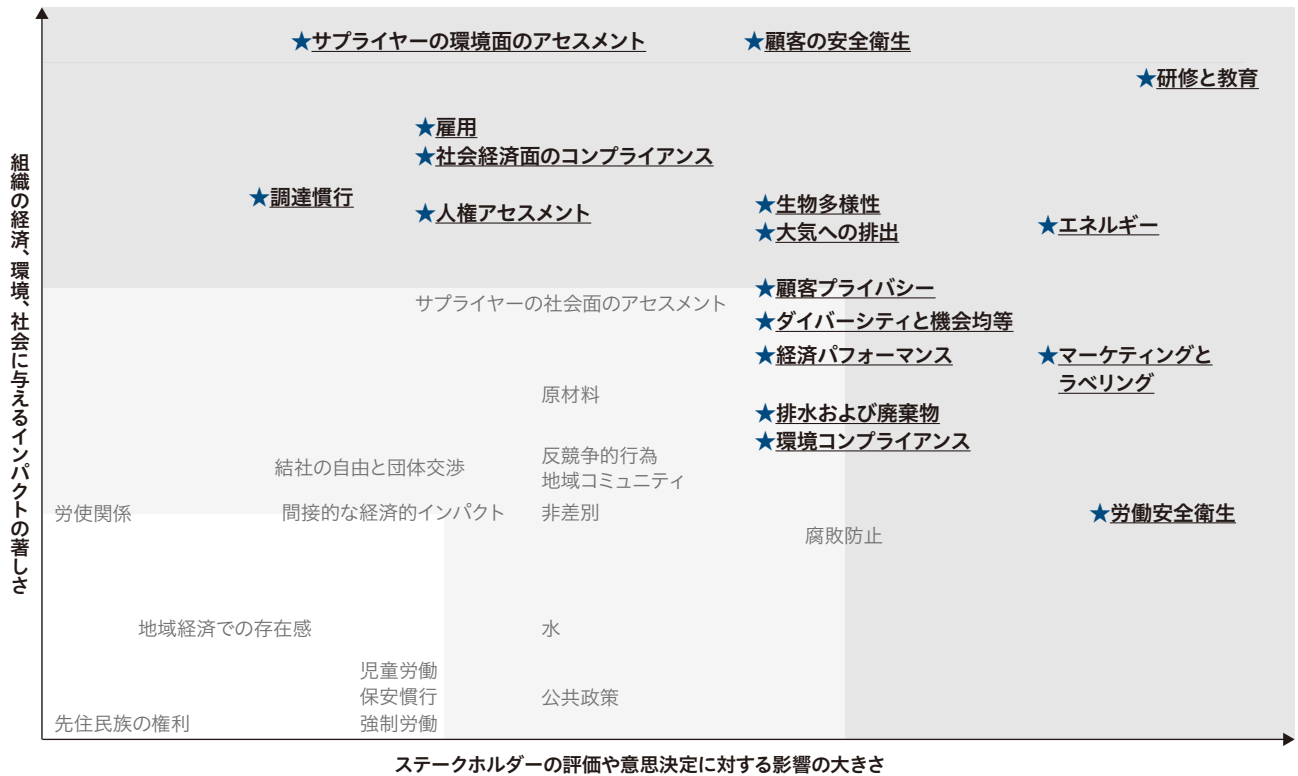 ★サプライヤーの環境面のアセスメント
★顧客の安全衛生
★研修と教育
★雇用
★社会経済面のコンプライアンス
★調達慣行
★人権アセスメント
★生物多様性
★大気への排出
★エネルギー
★顧客プライバシー
サプライヤーの社会面のアセスメント
★ダイバーシティと機会均等
★経済パフォーマンス
★マーケティングと
ラベリング
原材料
★排水および廃棄物
★環境コンプライアンス
結社の自由と団体交渉
反競争的行為
地域コミュニティ
労使関係
間接的な経済的インパクト
非差別
★労働安全衛生
腐敗防止
地域経済での存在感
水
児童労働
保安慣行
公共政策
先住民族の権利
強制労働
組織の経済、環境、社会に与えるインパクトの著しさ
ステークホルダーの評価や意思決定に対する影響の大きさ